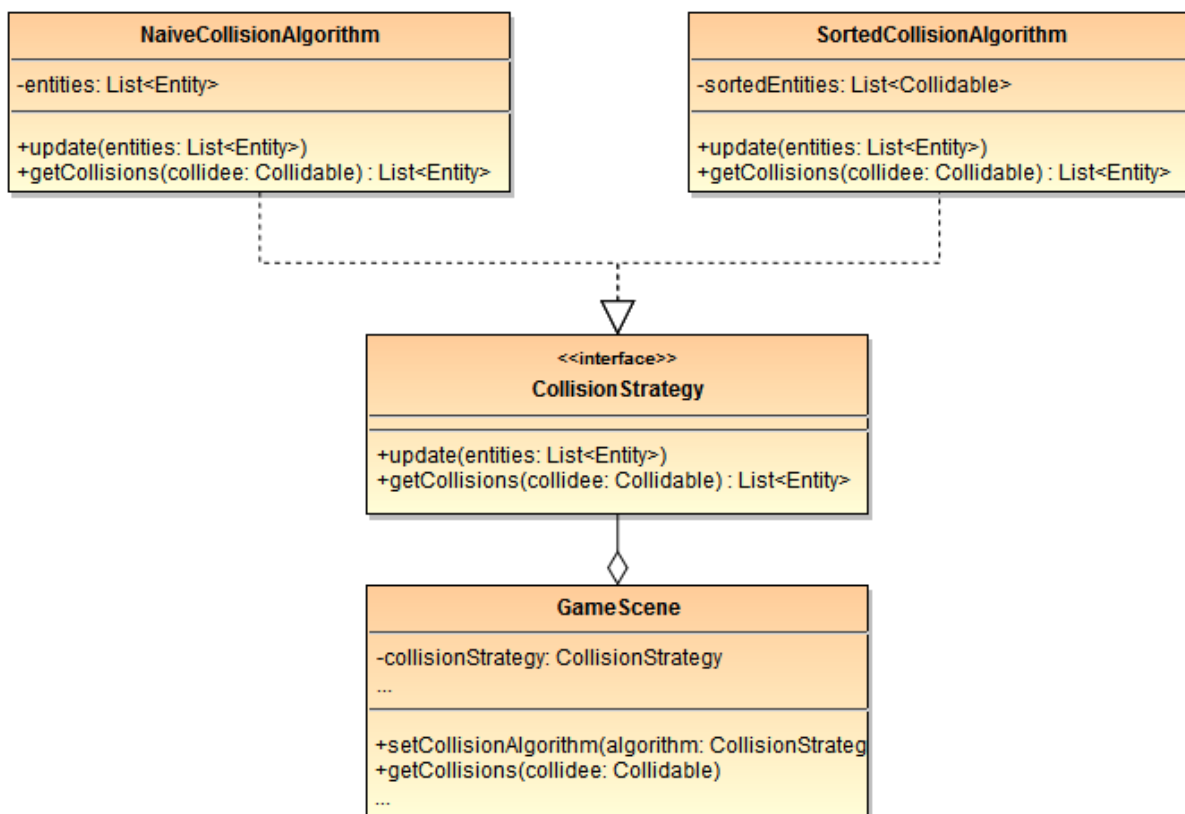 NaiveCollisionAlgorithm
-entities: List<Entity>
+update(entities: List<Entity>)
+getCollisions(collidee: Collidable) : List<Entity>
SortedCollisionAlgorithm
-sortedEntities: List<Collidable>
+update(entities: List<Entity>)
+getCollisions(collidee: Collidable) : List<Entity>
<<interface>>
CollisionStrategy
+update(entities: List<Entity>)
+getCollisions(collidee: Collidable) : List<Entity>
GameScene
-collisionStrategy: CollisionStrategy
...
+setCollisionAlgorithm(algorithm: CollisionStrateg
+getCollisions(collidee: Collidable)
...